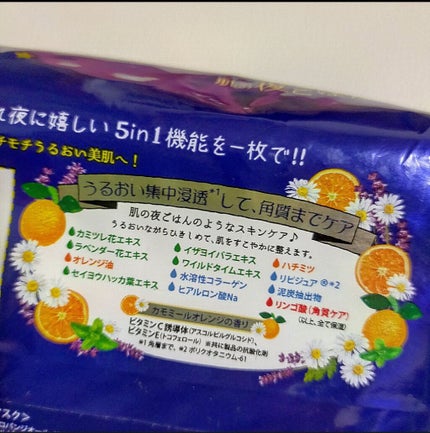 夜に嬉しい 5in1機能を一枚で!!
モチうるおい美肌へ!
うるおい集中浸透*1して、角質までケア
肌の夜ごはんのようなスキンケア♪
うるおいながらひきしめて、肌をすこやかに整えます。
カミツレ花エキス
ラベンダー花エキス
オレンジ油
セイヨウハッカ葉エキス
イザヨイバラエキス
ワイルドタイムエキス
水溶性コラーゲン
ヒアルロン酸Na
ハチミツ
リピジュア®*2
泥炭抽出物
リンゴ酸(角質ケア)
(以上、全て保湿)
カモミールオレンジの香り
ビタミンC誘導体(アスコルビルグルコシド)、
ビタミンE(トコフェロール) ※共に製品の抗酸化剤
*1 角層まで。*2 ポリクオタニウム-61
スク>